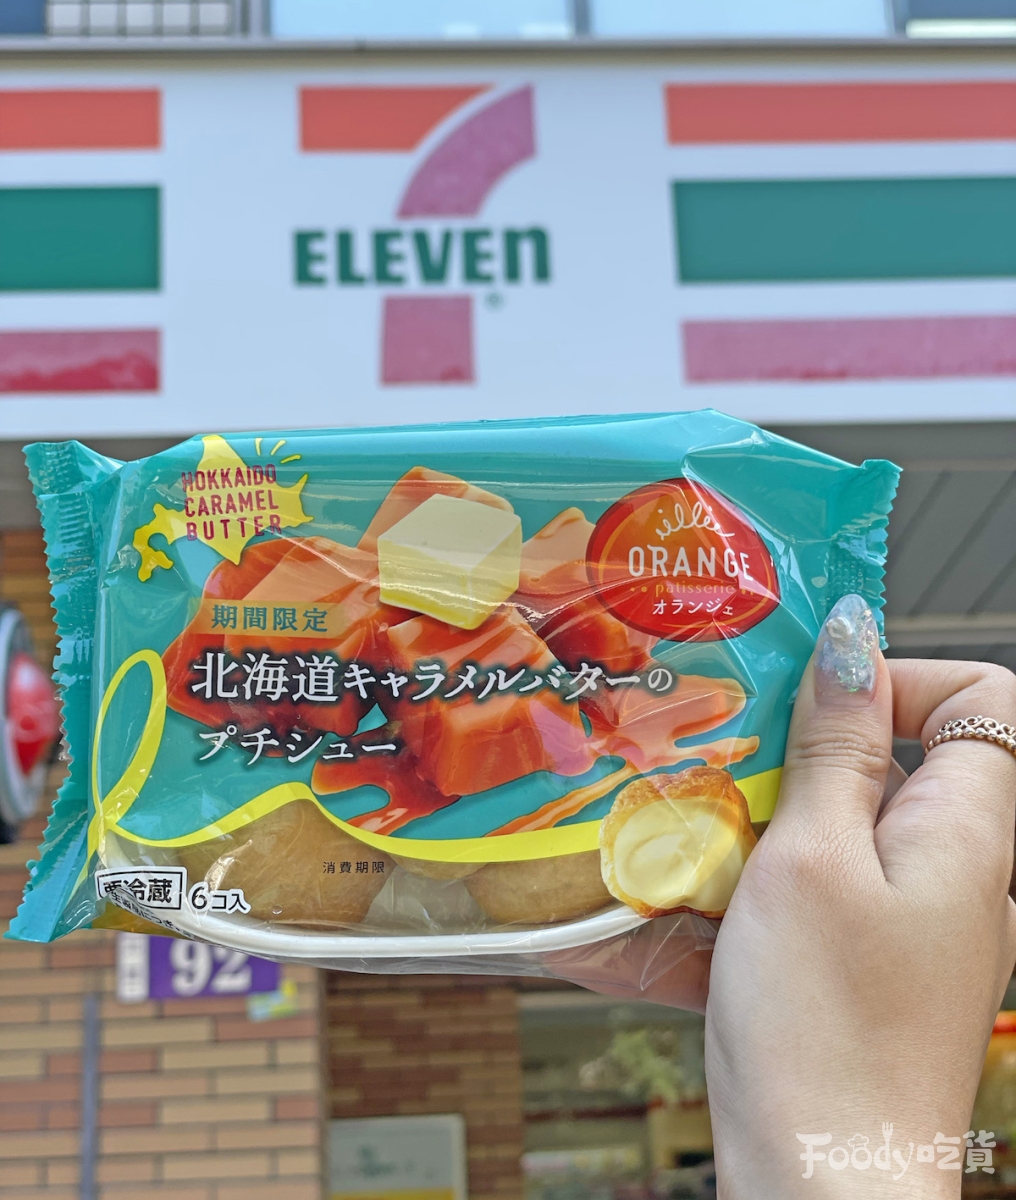 ELEVEn
®
HOKKAIDO
CARAMEL
BUTTER
ORANGE
patisserie
オランジェ
期間限定
北海道キャラメルバターの
プチシュー
消費期限
要冷蔵
6コ入
92
Foody吃貨